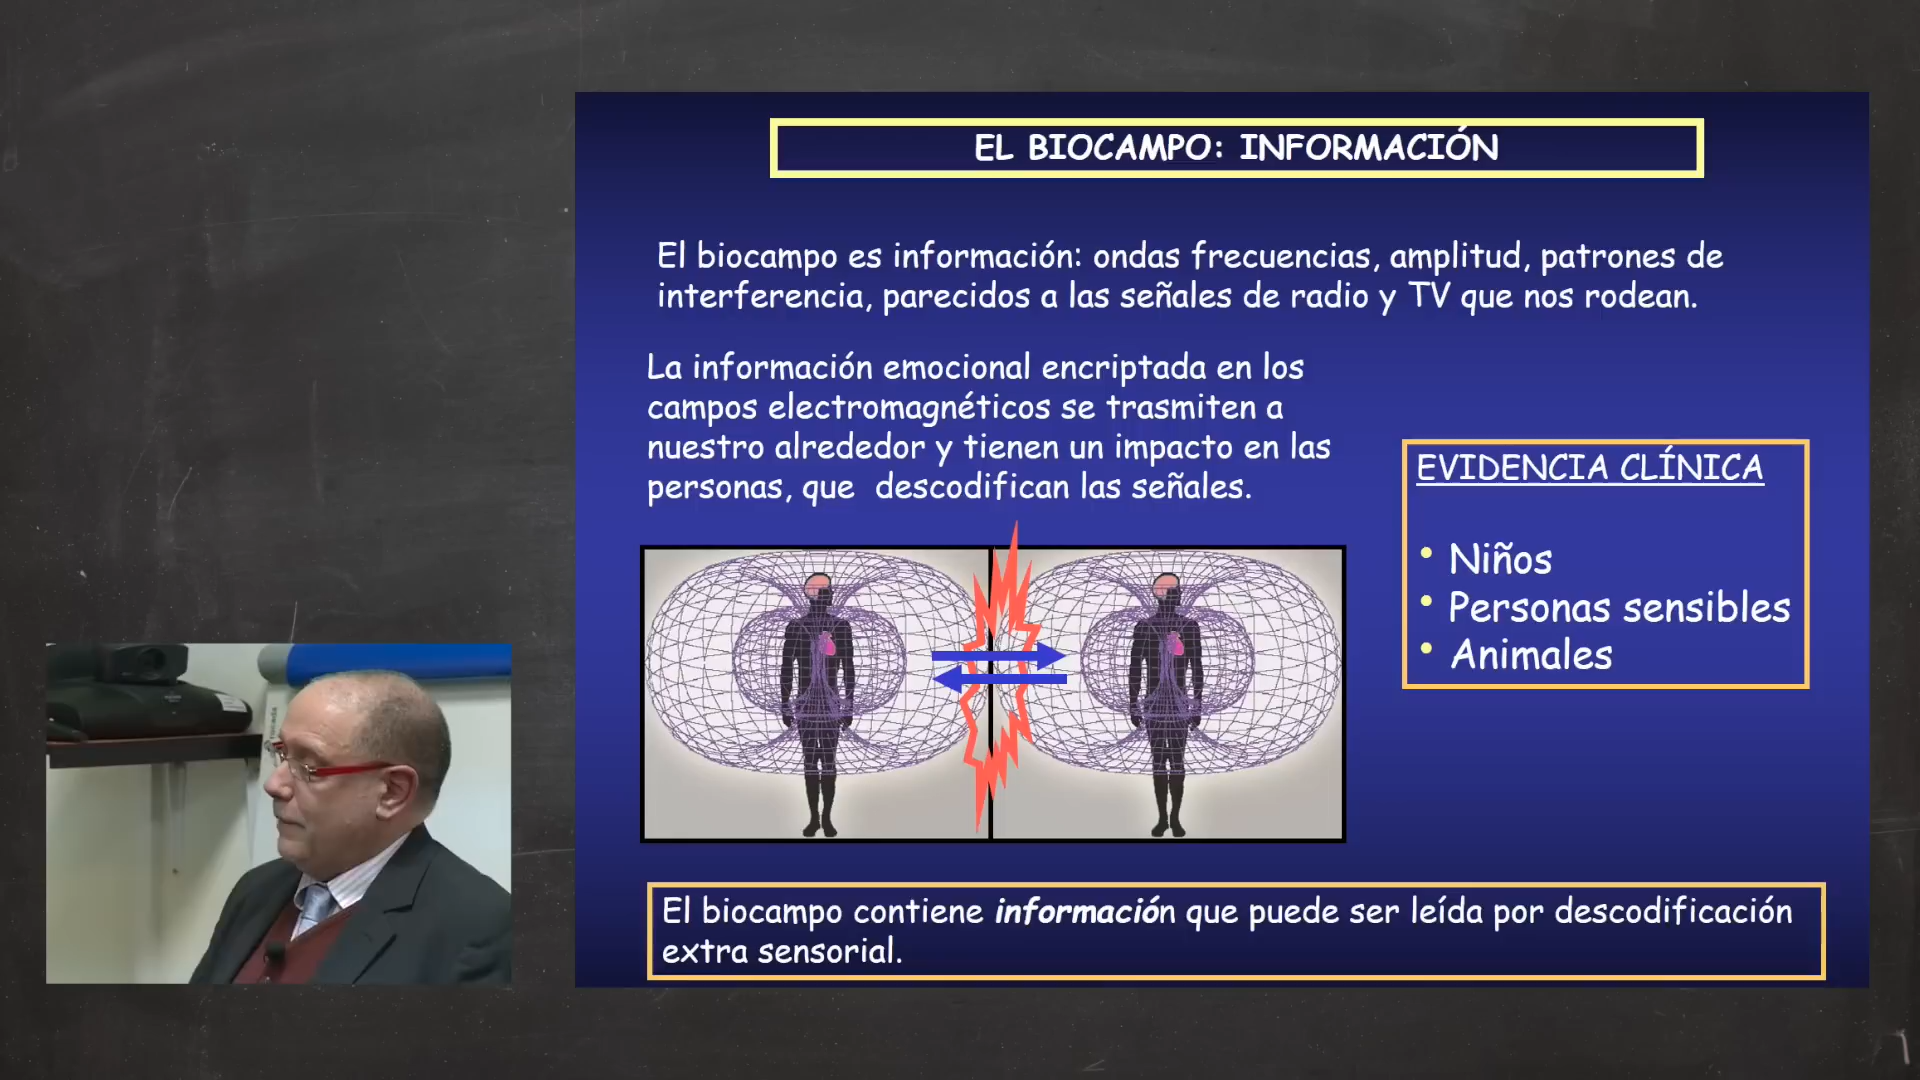 EL BIOCAMPO: INFORMACIÓN
El biocampo es información: ondas frecuencias, amplitud, patrones de
interferencia, parecidos a las señales de radio y TV que nos rodean.
La información emocional encriptada en los
campos electromagnéticos se trasmiten a
nuestro alrededor y tienen un impacto en las
personas, que descodifican las señales.
EVIDENCIA CLÍNICA
• Niños
• Personas sensibles
• Animales
El biocampo contiene información que puede ser leída por descodificación
extra sensorial.